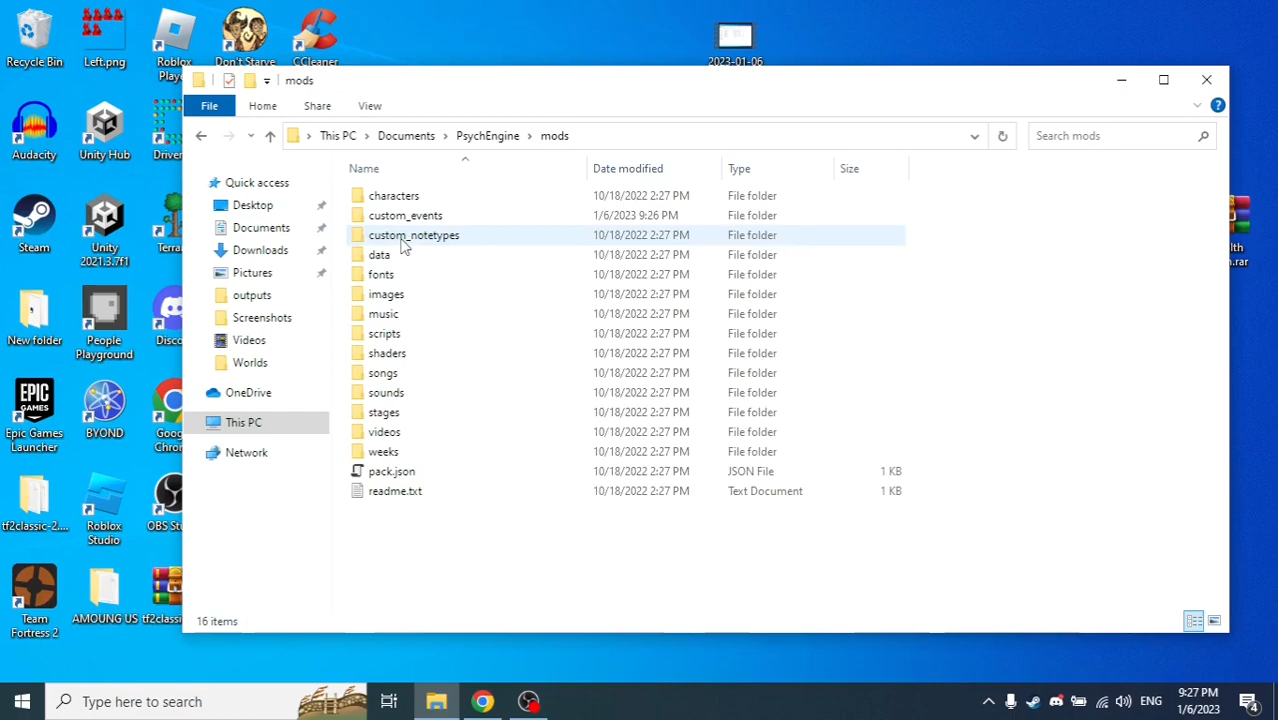 Recycle Bin
Left.png
Roblox Player
Don't Starve
CCleaner
2023-01-06
mods
File
Home
Share
View
This PC > Documents > PsychEngine > mods
Search mods
Name
Date modified
Type
Size
Quick access
Desktop
Documents
Downloads
Pictures
outputs
Screenshots
Videos
Worlds
OneDrive
This PC
Network
characters 10/18/2022 2:27 PM File folder
custom_events 1/6/2023 9:26 PM File folder
custom_notetypes 10/18/2022 2:27 PM File folder
data 10/18/2022 2:27 PM File folder
fonts 10/18/2022 2:27 PM File folder
images 10/18/2022 2:27 PM File folder
music 10/18/2022 2:27 PM File folder
scripts 10/18/2022 2:27 PM File folder
shaders 10/18/2022 2:27 PM File folder
songs 10/18/2022 2:27 PM File folder
sounds 10/18/2022 2:27 PM File folder
stages 10/18/2022 2:27 PM File folder
videos 10/18/2022 2:27 PM File folder
weeks 10/18/2022 2:27 PM File folder
pack.json 10/18/2022 2:27 PM JSON File 1 KB
readme.txt 10/18/2022 2:27 PM Text Document 1 KB
16 items
Audacity
Unity Hub
Driver
Steam
Unity
2021.3.7f1
Terra
New folder
People
Playground
Disco
Epic Games
Launcher
BYOND
Goog
Chro
tf2classic-2....
Roblox
Studio
OBS Stu
Team
Fortress 2
AMOUNG US
tf2classi
lth
n.rar
Type here to search
ENG
9:27 PM
1/6/2023
4